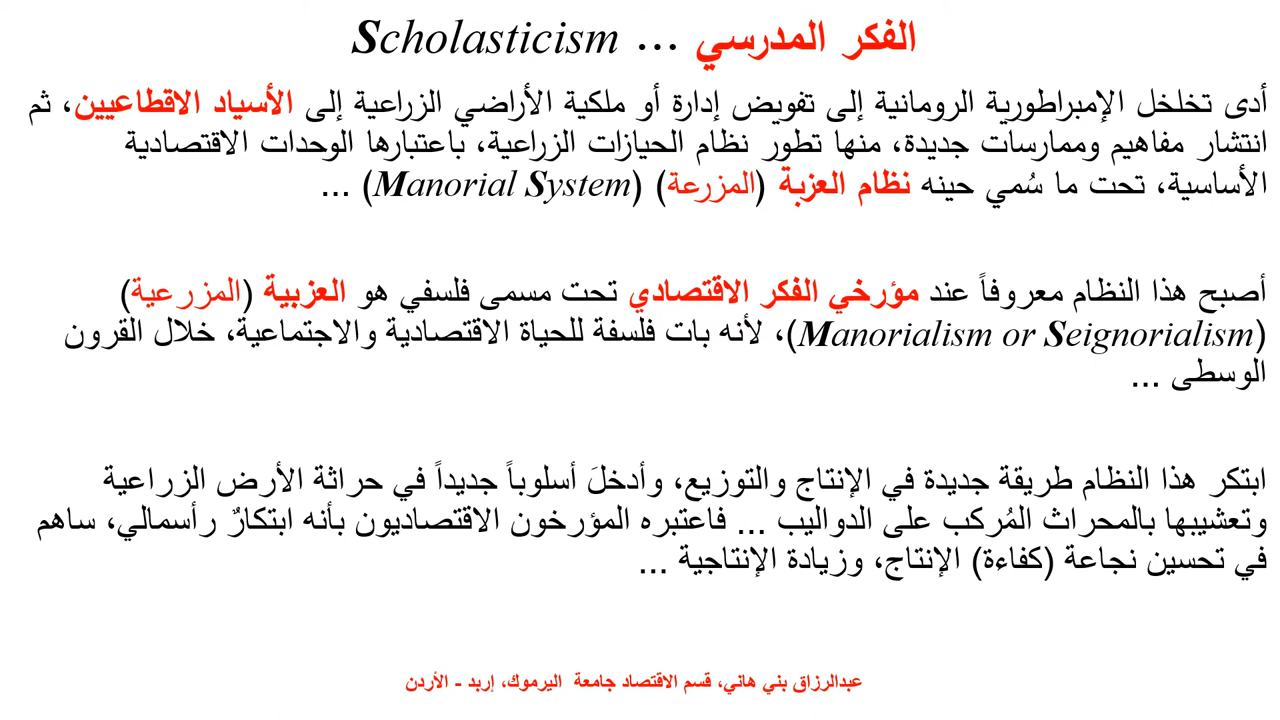 الفكر المدرسي ... Scholasticism
أدى تخلخل الإمبراطورية الرومانية إلى تفويض إدارة أو ملكية الأراضي الزراعية إلى الأسياد الاقطاعيين، ثم
انتشار مفاهيم وممارسات جديدة، منها تطور نظام الحيازات الزراعية، باعتبارها الوحدات الاقتصادية
الأساسية، تحت ما سُمي حينه نظام العزبة (المزرعة) (Manorial System) ...
أصبح هذا النظام معروفاً عند مؤرخي الفكر الاقتصادي تحت مسمى فلسفي هو العزبية (المزرعية)
(Manorialism or Seignorialism)، لأنه بات فلسفة للحياة الاقتصادية والاجتماعية، خلال القرون
الوسطى ...
ابتكر هذا النظام طريقة جديدة في الإنتاج والتوزيع، وأدخلَ أسلوباً جديداً في حراثة الأرض الزراعية
وتعشيبها بالمحراث المُركب على الدواليب ... فاعتبره المؤرخون الاقتصاديون بأنه ابتكارٌ رأسمالي، ساهم
في تحسين نجاعة (كفاءة) الإنتاج، وزيادة الإنتاجية ...
عبدالرزاق بني هاني، قسم الاقتصاد جامعة اليرموك، إربد - الأردن